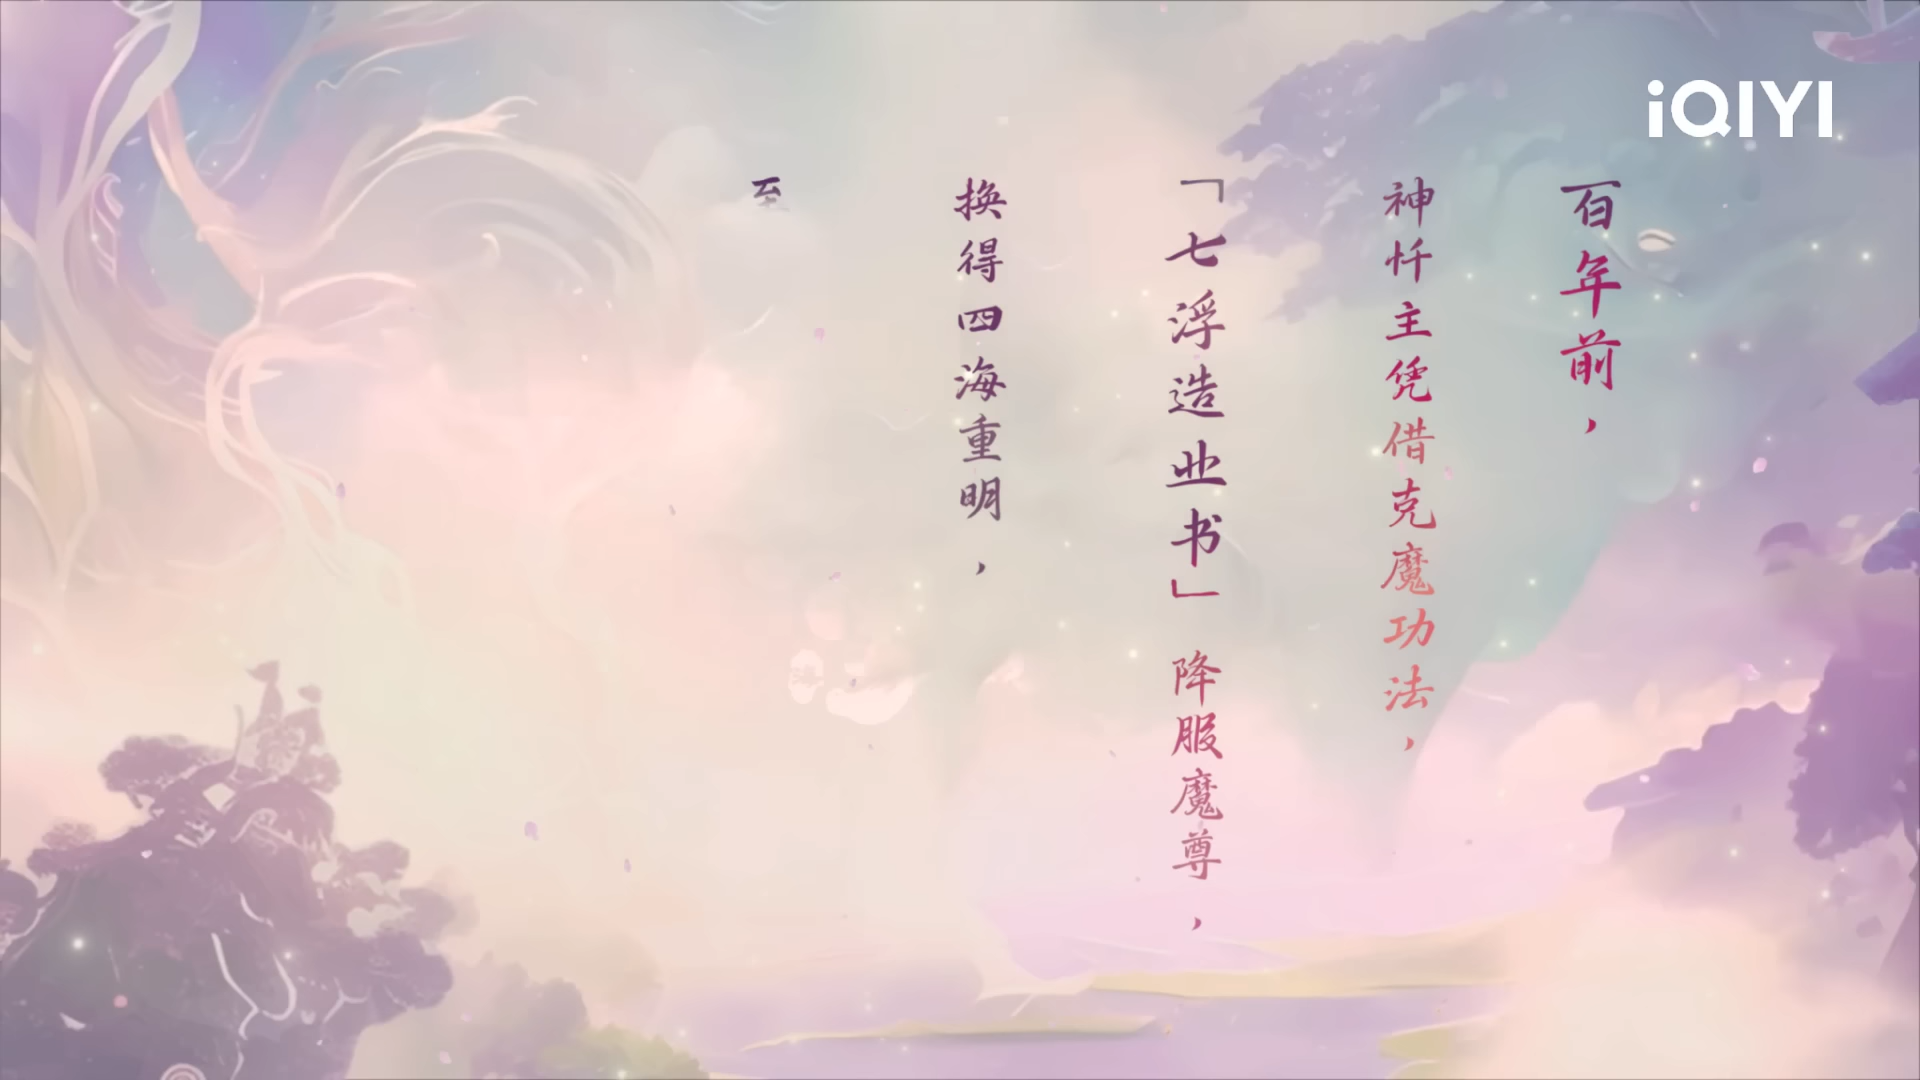 iQIYI
百年前，
神忏主凭借克魔功法，
「七浮造业书」降服魔尊，
换得四海重明，
至